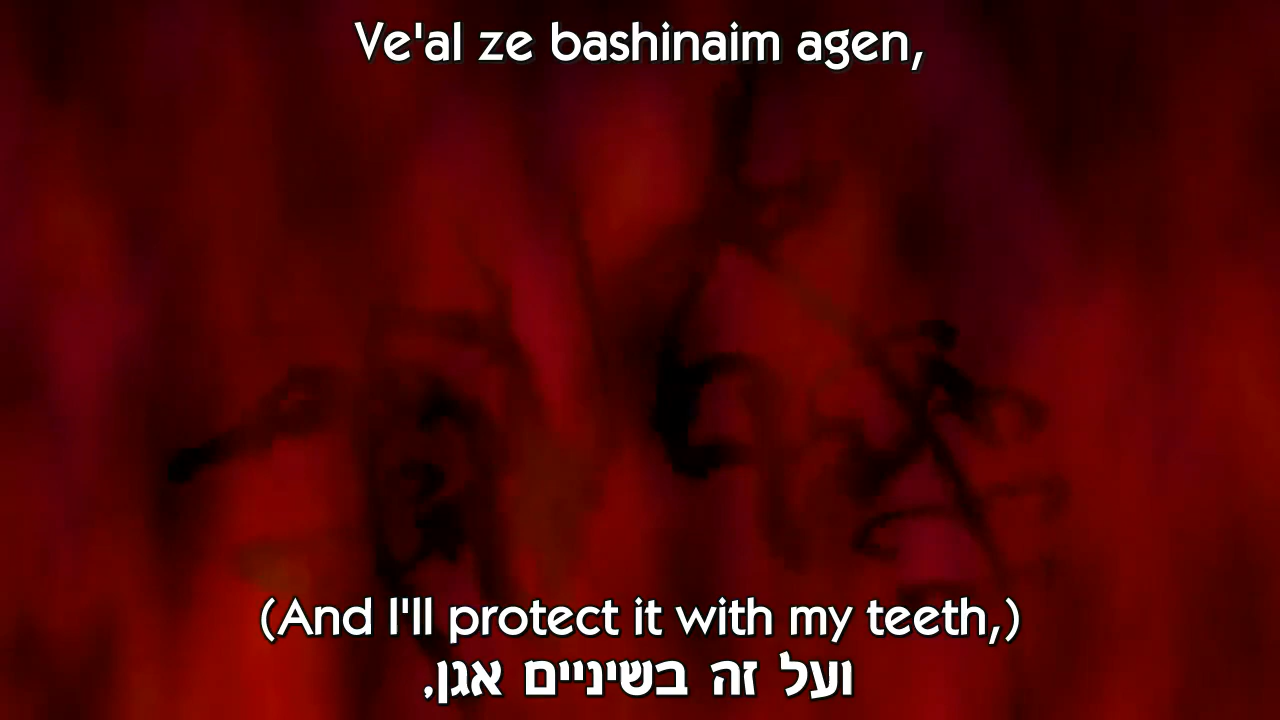 Ve'al ze bashinaim agen,
(And I'll protect it with my teeth,)
ועל זה בשיניים אגן,